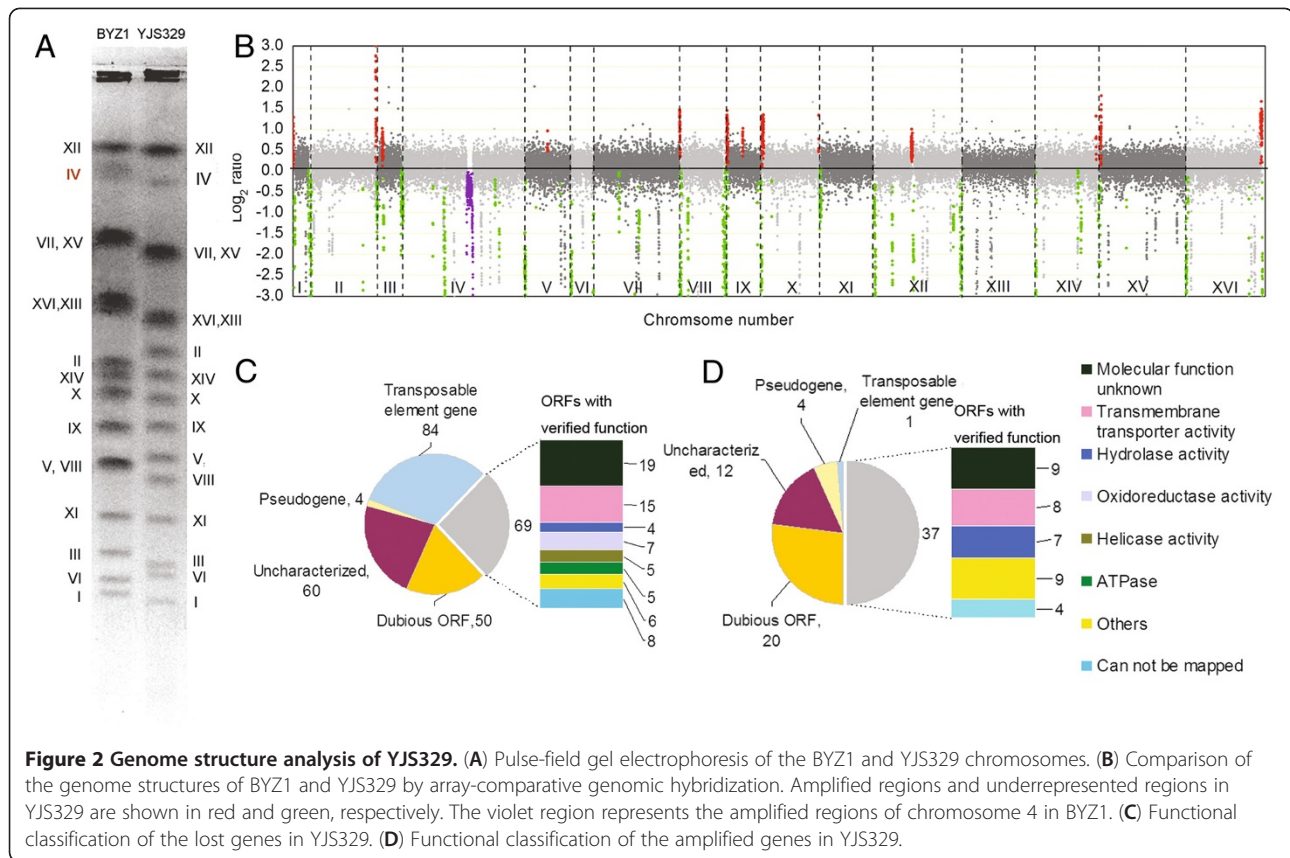 A
BYZ1 YJS329
XII
IV
VII, XV
XVI,XIII
II
XIV
X
IX
V, VIII
XI
III
VI
I
XII
IV
VII, XV
XVI,XIII
II
XIV
X
IX
V,
VIII
XI
III
VI
I
B
Log2 ratio
3.0
2.5
2.0
1.5
1.0
0.5
0.0
-0.5
-1.0
-1.5
-2.0
-2.5
-3.0
I II III IV V VI VII VIII IX X XI XII XIII XIV XV XVI
Chromsome number
C
Transposable
element gene
84
Pseudogene, 4
Uncharacterized,
60
Dubious ORF,50
69
ORFs with
verified function
19
15
4
7
5
5
6
8
D
Pseudogene,
4
Transposable
element gene
1
Uncharacteriz
ed, 12
Dubious ORF,
20
37
ORFs with
verified function
9
8
7
9
4
Molecular function
unknown
Transmembrane
transporter activity
Hydrolase activity
Oxidoreductase activity
Helicase activity
ATPase
Others
Can not be mapped
Figure 2 Genome structure analysis of YJS329. (A) Pulse-field gel electrophoresis of the BYZ1 and YJS329 chromosomes. (B) Comparison of
the genome structures of BYZ1 and YJS329 by array-comparative genomic hybridization. Amplified regions and underrepresented regions in
YJS329 are shown in red and green, respectively. The violet region represents the amplified regions of chromosome 4 in BYZ1. (C) Functional
classification of the lost genes in YJS329. (D) Functional classification of the amplified genes in YJS329.